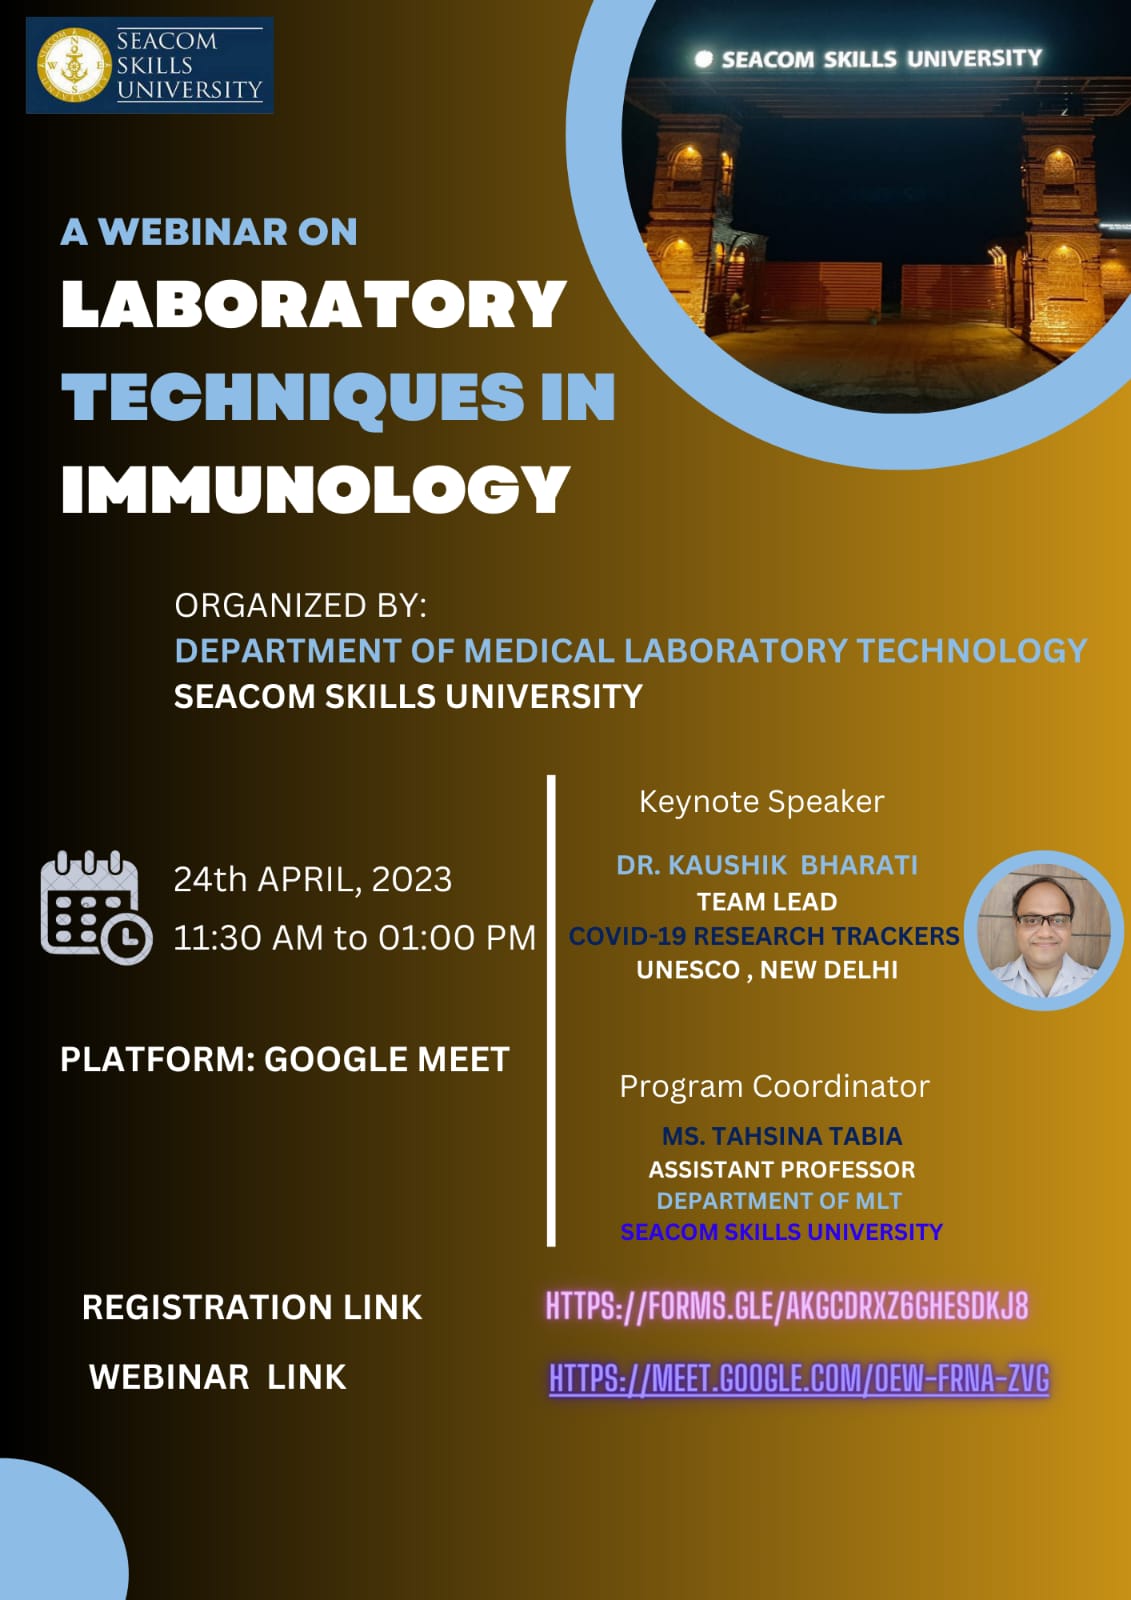 SEACOM
SKILLS
UNIVERSITY
SEACOM SKILLS UNIVERSITY
A WEBINAR ON
LABORATORY
TECHNIQUES IN
IMMUNOLOGY
ORGANIZED BY:
DEPARTMENT OF MEDICAL LABORATORY TECHNOLOGY
SEACOM SKILLS UNIVERSITY
24th APRIL, 2023
11:30 AM to 01:00 PM
PLATFORM: GOOGLE MEET
Keynote Speaker
DR. KAUSHIK BHARATI
TEAM LEAD
COVID-19 RESEARCH TRACKERS
UNESCO , NEW DELHI
Program Coordinator
MS. TAHSINA TABIA
ASSISTANT PROFESSOR
DEPARTMENT OF MLT
SEACOM SKILLS UNIVERSITY
REGISTRATION LINK HTTPS://FORMS.GLE/AKGCDRXZ6GHESDKJ8
WEBINAR LINK HTTPS://MEET.GOOGLE.COM/OEW-FRNA-ZVG